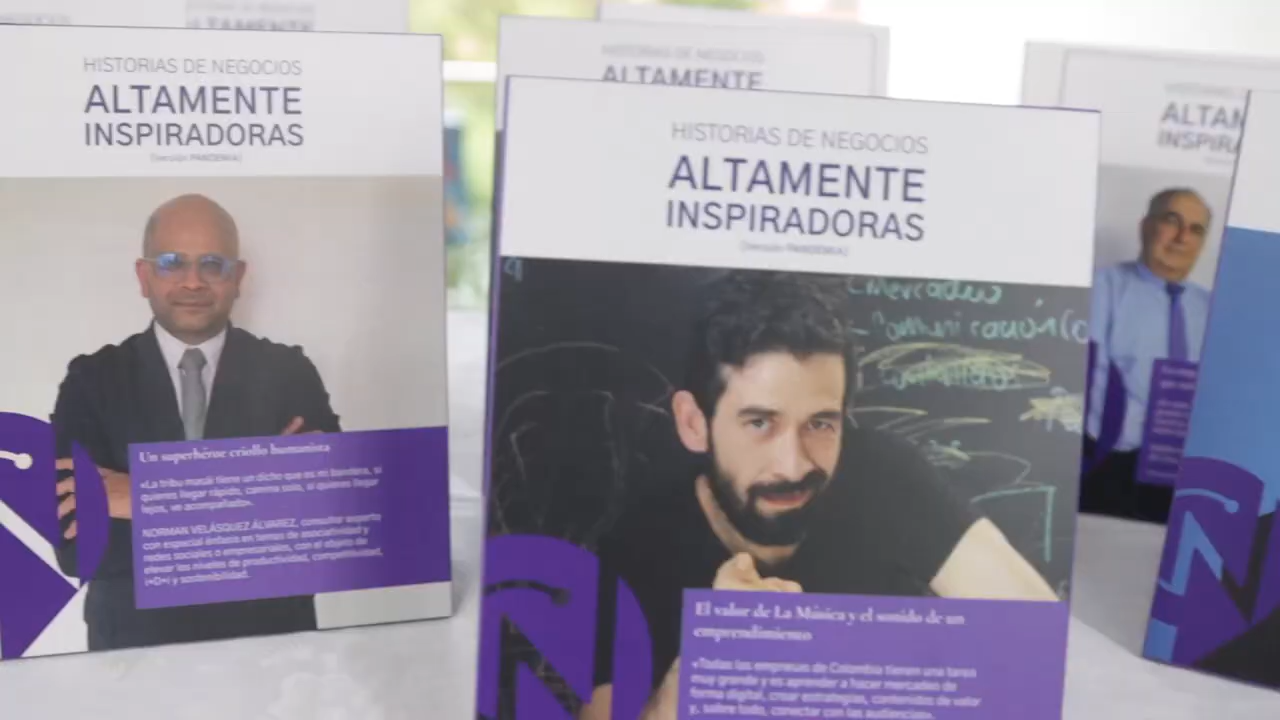 HISTORIAS DE NEGOCIOS
ALTAMENTE
INSPIRADORAS
(versión PANDEMIA)
Un superhéroe criollo humanista
«La tribu masái tiene un dicho que es mi bandera, si
quieres llegar rápido, camina solo, si quieres llegar
lejos, ve acompañado».
NORMAN VELÁSQUEZ ÁLVAREZ, consultor experto
con especial énfasis en temas de asociatividad y
redes sociales o empresariales, con el objeto de
elevar los niveles de productividad, competitividad,
i+D+i y sostenibilidad.
HISTORIAS DE NEGOCIOS
ALTAMENTE
HISTORIAS DE NEGOCIOS
ALTAMENTE
INSPIRADORAS
(versión PANDEMIA)
El valor de La Música y el sonido de un
emprendimiento
«Todas las empresas de Colombia tienen una tarea
muy grande y es aprender a hacer mercadeo de
forma digital, crear estrategias, contenidos de valor
y, sobre todo, conectar con las audiencias».
ALTAM
INSPIRA